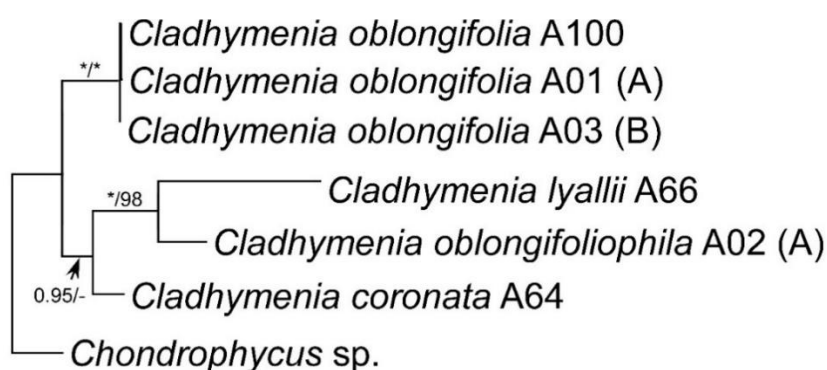 Cladhymenia oblongifolia A100
*/*
Cladhymenia oblongifolia A01 (A)
Cladhymenia oblongifolia A03 (B)
*/98
Cladhymenia lyallii A66
Cladhymenia oblongifoliophila A02 (A)
0.95/-
Cladhymenia coronata A64
Chondrophycus sp.